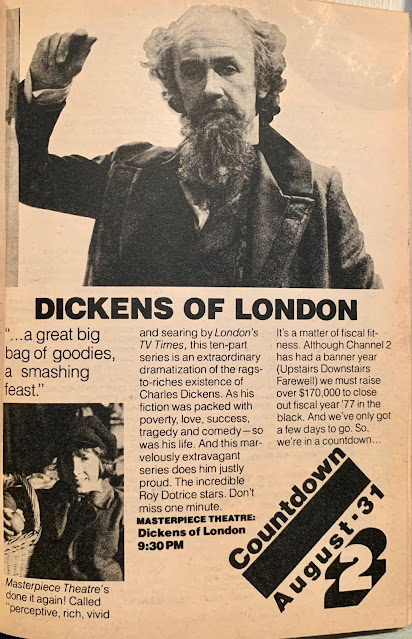 DICKENS OF LONDON
"...a great big
bag of goodies,
a smashing
feast."
Masterpiece Theatre's
done it again! Called
"perceptive, rich, vivid
and searing by London's
TV Times, this ten-part
series is an extraordinary
dramatization of the rags-
to-riches existence of
Charles Dickens. As his
fiction was packed with
poverty, love, success,
tragedy and comedy—so
was his life. And this mar-
velously extravagant
series does him justly
proud. The incredible
Roy Dotrice stars. Don't
miss one minute.
MASTERPIECE THEATRE:
Dickens of London
9:30 PM
It's a matter of fiscal fit-
ness. Although Channel 2
has had a banner year
(Upstairs Downstairs
Farewell) we must raise
over $170,000 to close
out fiscal year '77 in the
black. And we've only got
a few days to go. So,
we're in a countdown...
Countdown
August·31
2